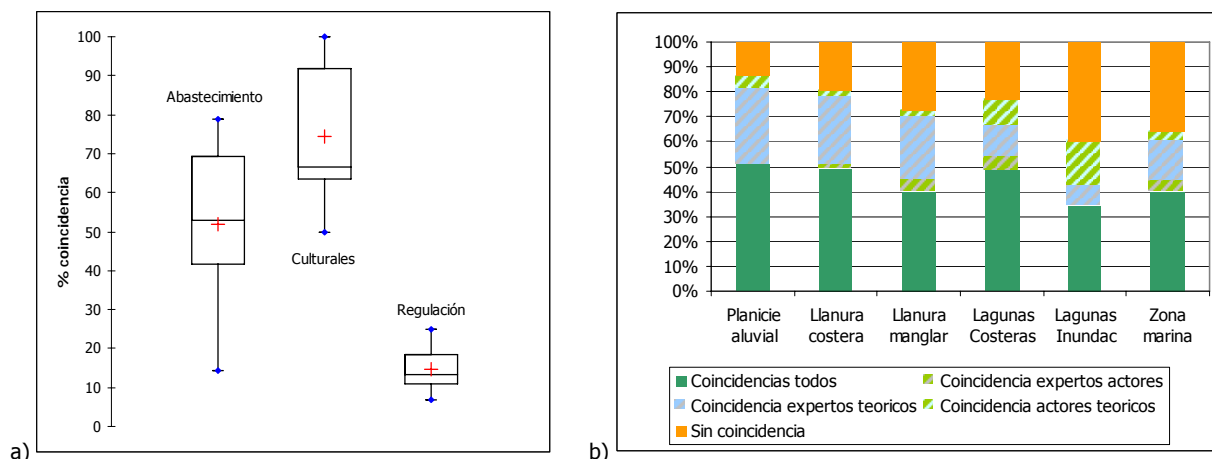 100
90
80
70
60
50
40
30
20
10
0
% coincidencia
Abastecimiento
Culturales
Regulación
a)
100%
90%
80%
70%
60%
50%
40%
30%
20%
10%
0%
Planicie
aluvial
Llanura
costera
Llanura
manglar
Lagunas
Costeras
Lagunas
Inundac
Zona
marina
Coincidencias todos
Coincidencia expertos actores
Coincidencia expertos teoricos
Coincidencia actores teoricos
Sin coincidencia
b)